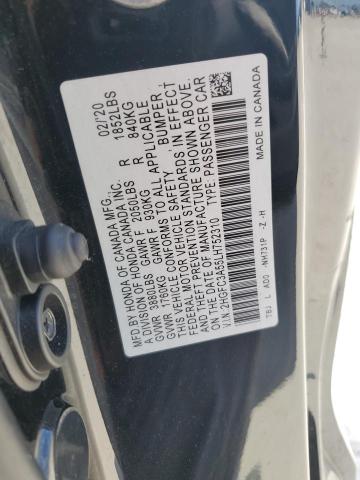 MFD. BY HONDA OF CANADA MFG., 02/20
A DIVISION OF HONDA CANADA INC.
GVWR 3880LBS GAWR F 2050LBS R 1852LBS
GVWR 1760KG GAWR F 930KG R 840KG
THIS VEHICLE CONFORMS TO ALL APPLICABLE
FEDERAL MOTOR VEHICLE SAFETY, BUMPER,
AND THEFT PREVENTION STANDARDS IN EFFECT
ON THE DATE OF MANUFACTURE SHOWN ABOVE.
V.I.N. 2HGFC3A55LH752310 TYPE PASSENGER CAR
TBJ L ADO NH731P -Z -H
MADE IN CANADA